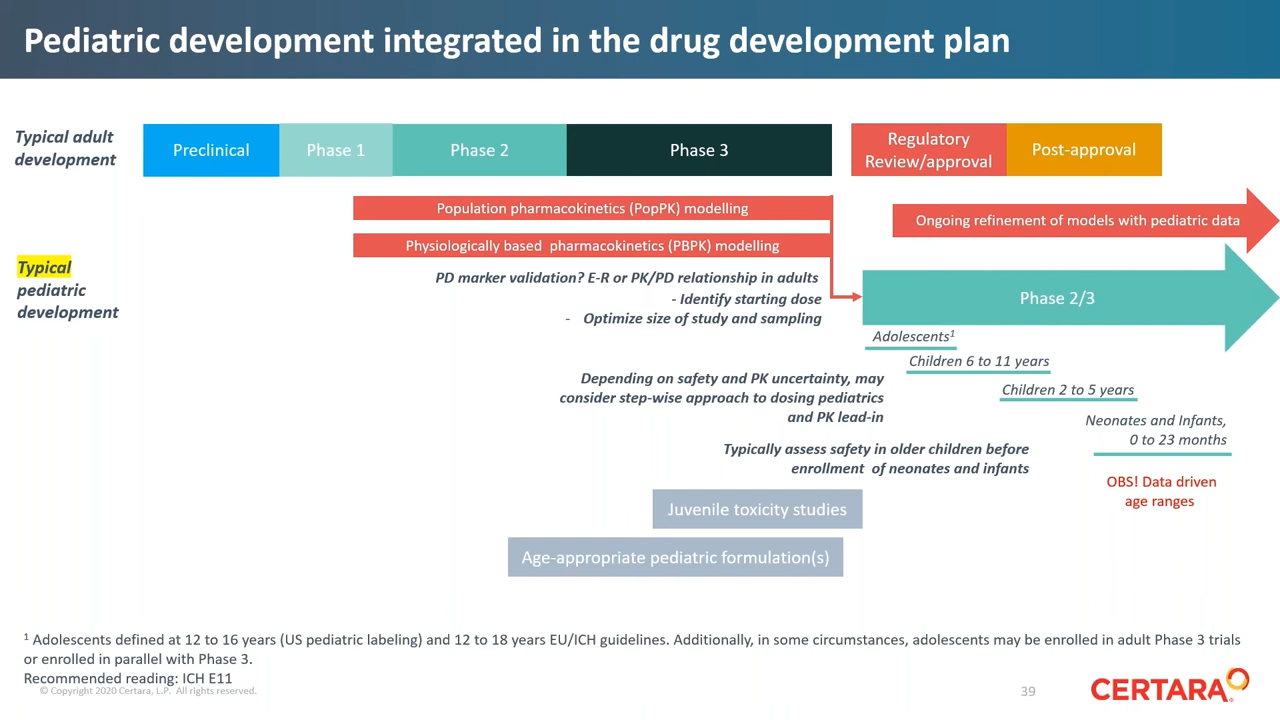 Pediatric development integrated in the drug development plan
Typical adult
development
Preclinical
Phase 1
Phase 2
Phase 3
Regulatory
Review/approval
Post-approval
Population pharmacokinetics (PopPK) modelling
Ongoing refinement of models with pediatric data
Physiologically based pharmacokinetics (PBPK) modelling
Typical
pediatric
development
PD marker validation? E-R or PK/PD relationship in adults
- Identify starting dose
- Optimize size of study and sampling
Phase 2/3
Adolescents¹
Children 6 to 11 years
Children 2 to 5 years
Neonates and Infants,
0 to 23 months
Depending on safety and PK uncertainty, may
consider step-wise approach to dosing pediatrics
and PK lead-in
Typically assess safety in older children before
enrollment of neonates and infants
OBS! Data driven
age ranges
Juvenile toxicity studies
Age-appropriate pediatric formulation(s)
¹ Adolescents defined at 12 to 16 years (US pediatric labeling) and 12 to 18 years EU/ICH guidelines. Additionally, in some circumstances, adolescents may be enrolled in adult Phase 3 trials
or enrolled in parallel with Phase 3.
Recommended reading: ICH E11
© Copyright 2020 Certara, L.P. All rights reserved.
39
CERTARA